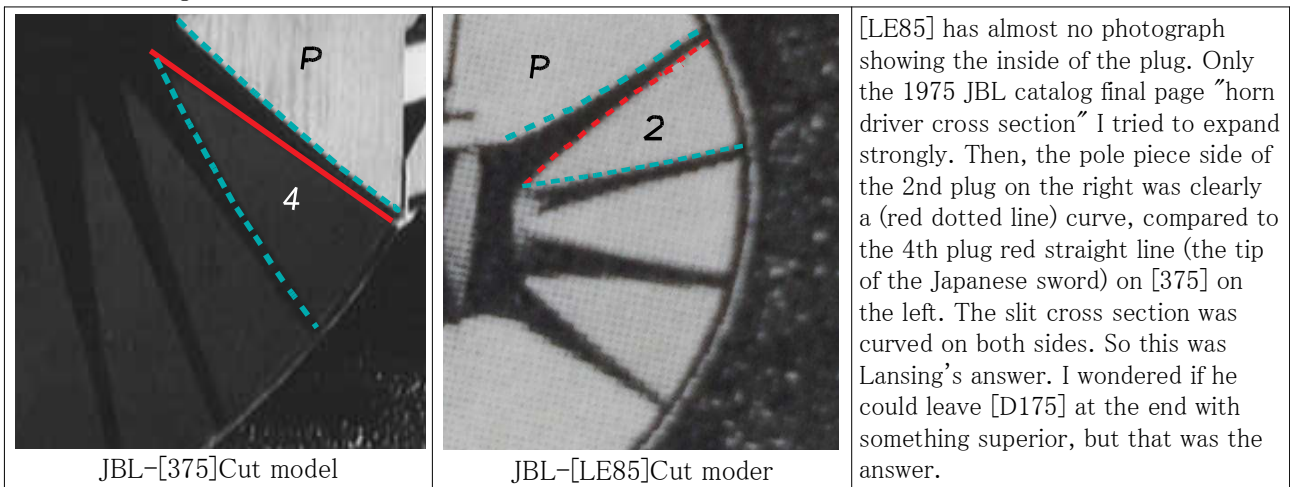 P
4
JBL-[375]Cut model
P
2
JBL-[LE85]Cut moder
[LE85] has almost no photograph
showing the inside of the plug. Only
the 1975 JBL catalog final page "horn
driver cross section" I tried to expand
strongly. Then, the pole piece side of
the 2nd plug on the right was clearly
a (red dotted line) curve, compared to
the 4th plug red straight line (the tip
of the Japanese sword) on [375] on
the left. The slit cross section was
curved on both sides. So this was
Lansing's answer. I wondered if he
could leave [D175] at the end with
something superior, but that was the
answer.